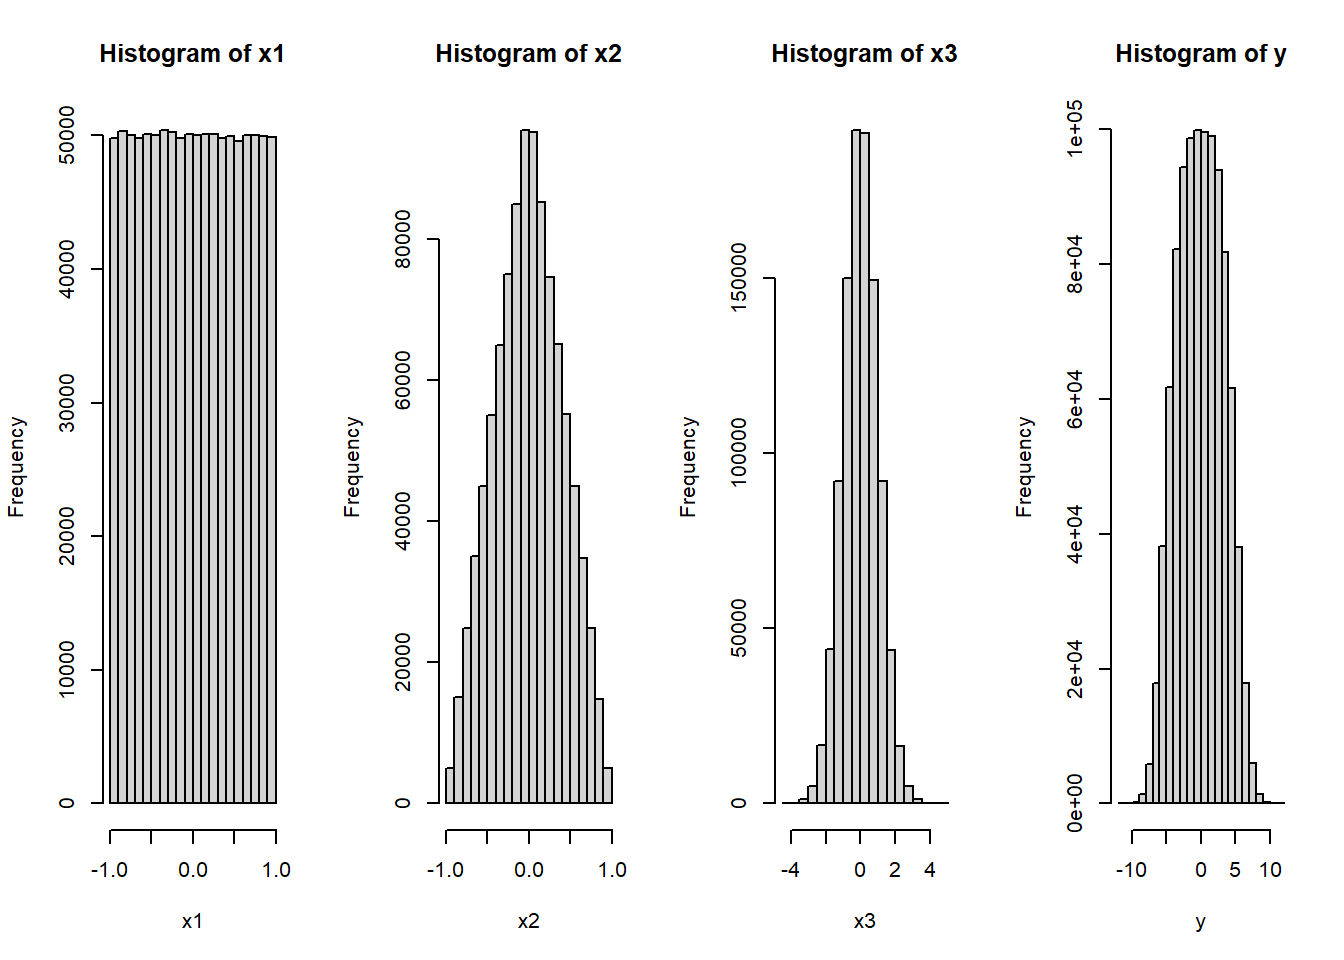 Histogram of x1
Frequency
50000
40000
30000
20000
10000
0
-1.0 0.0 1.0
x1
Histogram of x2
Frequency
80000
60000
40000
20000
0
-1.0 0.0 1.0
x2
Histogram of x3
Frequency
150000
100000
50000
0
-4 0 2 4
x3
Histogram of y
Frequency
1e+05
8e+04
6e+04
4e+04
2e+04
0e+00
-10 0 5 10
y